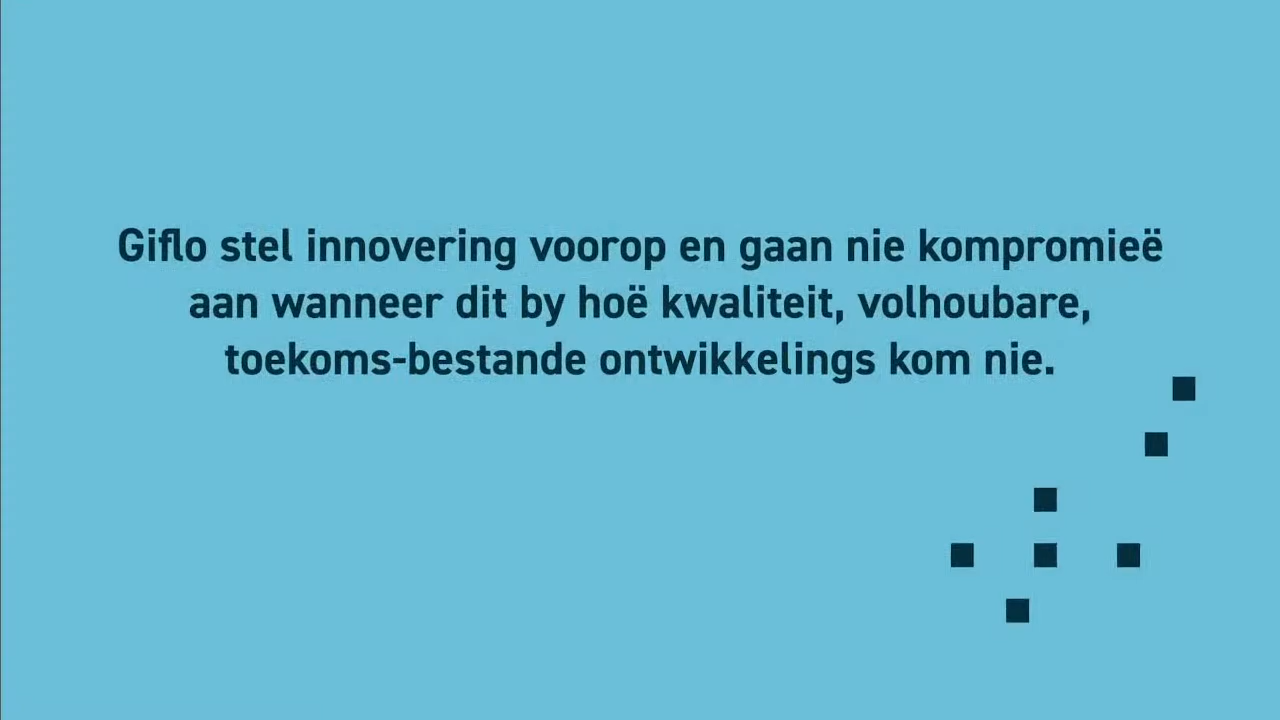 Giflo stel innovering voorop en gaan nie kompromieë
aan wanneer dit by hoë kwaliteit, volhoubare,
toekoms-bestande ontwikkelings kom nie.